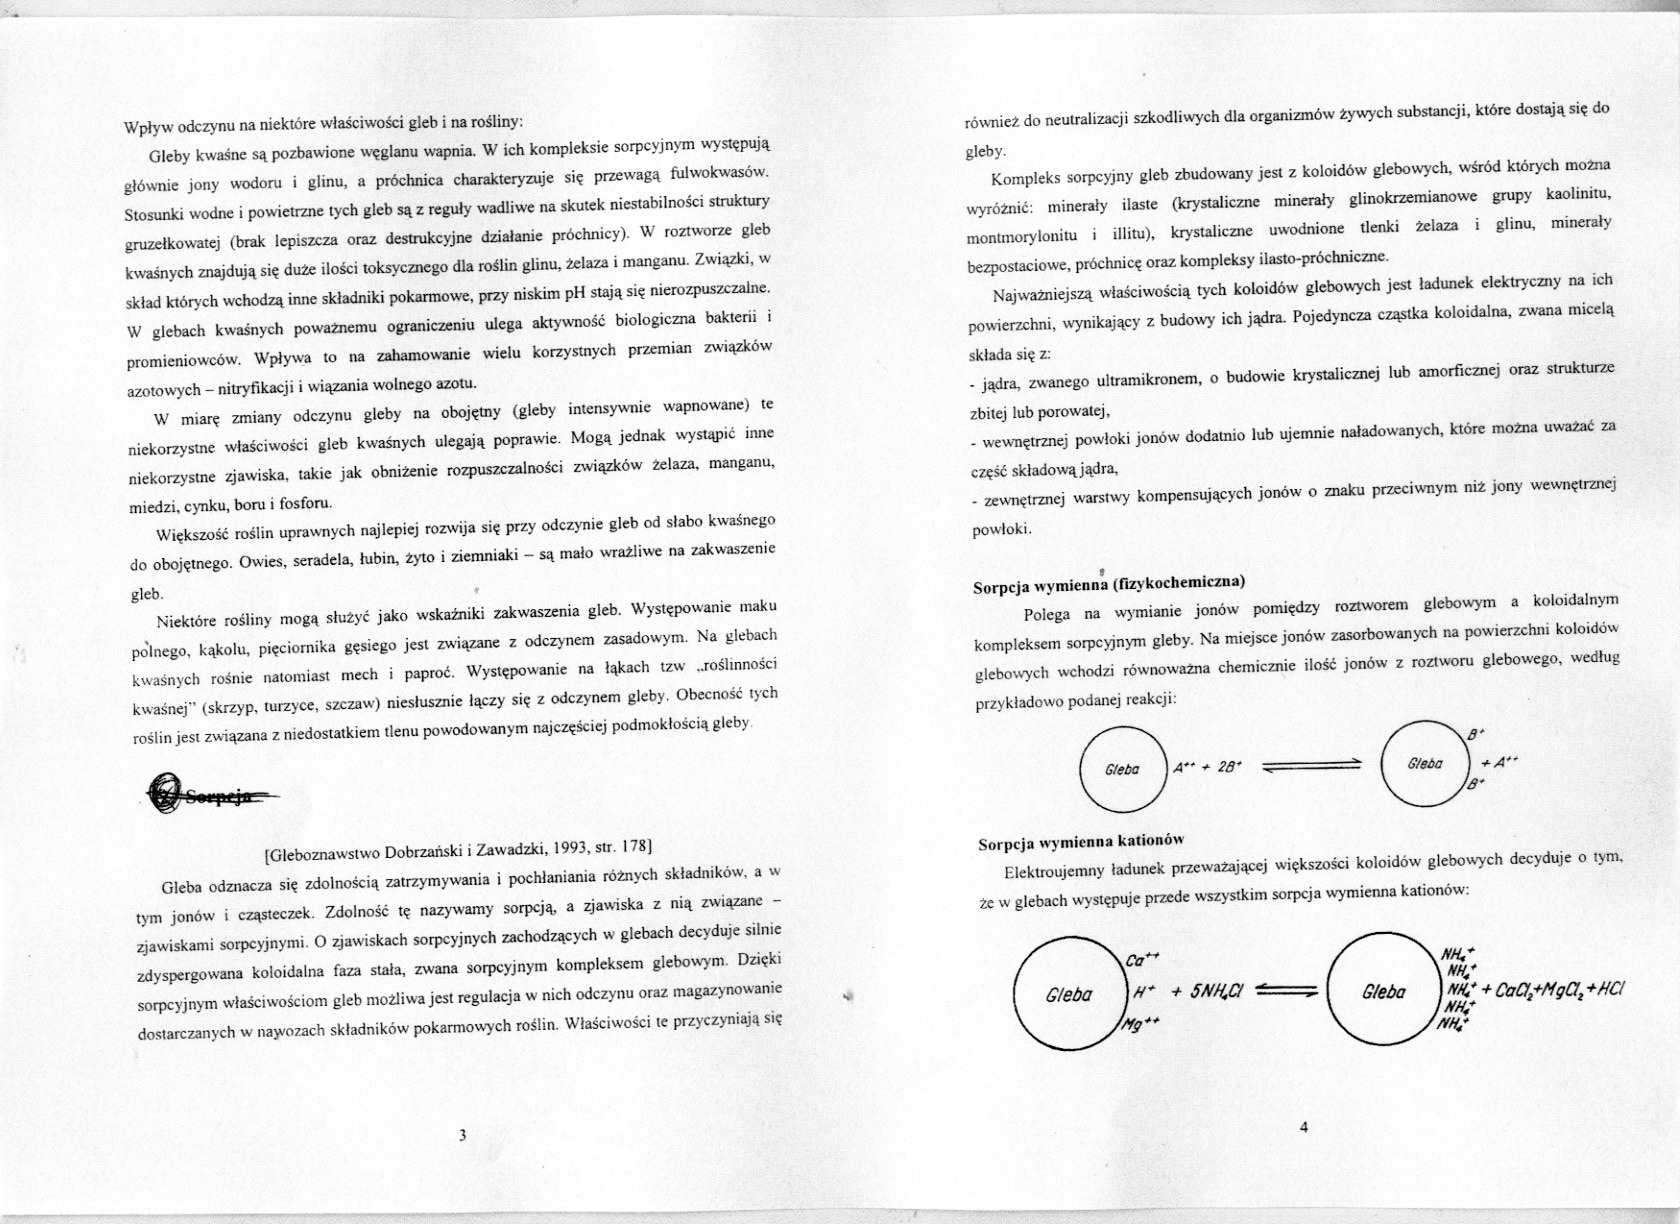 Wpływ odczynu na niektóre właściwości gleb i na rośliny:
Gleby kwaśne są pozbawione węglanu wapnia. W ich kompleksie sorpcyjnym występują
głównie jony wodoru i glinu, a próchnica charakteryzuje się przewagą fulwokwasów.
Stosunki wodne i powietrzne tych gleb są z reguły wadliwe na skutek niestabilności struktury
gruzełkowatej (brak lepiszcza oraz destrukcyjne działanie próchnicy). W roztworze gleb
kwaśnych znajdują się duże ilości toksycznego dla roślin glinu, żelaza i manganu. Związki, w
skład których wchodzą inne składniki pokarmowe, przy niskim pH stają się nierozpuszczalne.
W glebach kwaśnych poważnemu ograniczeniu ulega aktywność biologiczna bakterii i
promieniowców. Wpływa to na zahamowanie wielu korzystnych przemian związków
azotowych – nitryfikacji i wiązania wolnego azotu.
W miarę zmiany odczynu gleby na obojętny (gleby intensywnie wapnowane) te
niekorzystne właściwości gleb kwaśnych ulegają poprawie. Mogą jednak wystąpić inne
niekorzystne zjawiska, takie jak obniżenie rozpuszczalności związków żelaza, manganu,
miedzi, cynku, boru i fosforu.
Większość roślin uprawnych najlepiej rozwija się przy odczynie gleb od słabo kwaśnego
do obojętnego. Owies, seradela, łubin, żyto i ziemniaki – są mało wrażliwe na zakwaszenie
gleb.
Niektóre rośliny mogą służyć jako wskaźniki zakwaszenia gleb. Występowanie maku
polnego, kąkolu, pięciornika gęsiego jest związane z odczynem zasadowym. Na glebach
kwaśnych rośnie natomiast mech i paproć. Występowanie na łąkach tzw „roślinności
kwaśnej" (skrzyp, turzyce, szczaw) niesłusznie łączy się z odczynem gleby. Obecność tych
roślin jest związana z niedostatkiem tlenu powodowanym najczęściej podmokłością gleby.
Sorpcja
[Gleboznawstwo Dobrzański i Zawadzki, 1993, str. 178]
Gleba odznacza się zdolnością zatrzymywania i pochłaniania różnych składników, a w
tym jonów i cząsteczek. Zdolność tę nazywamy sorpcją, a zjawiska z nią związane –
zjawiskami sorpcyjnymi. O zjawiskach sorpcyjnych zachodzących w glebach decyduje silnie
zdyspergowana koloidalna faza stała, zwana sorpcyjnym kompleksem glebowym. Dzięki
sorpcyjnym właściwościom gleb możliwa jest regulacja w nich odczynu oraz magazynowanie
dostarczanych w nawozach składników pokarmowych roślin. Właściwości te przyczyniają się
3
również do neutralizacji szkodliwych dla organizmów żywych substancji, które dostają się do
gleby.
Kompleks sorpcyjny gleb zbudowany jest z koloidów glebowych, wśród których można
wyróżnić: minerały ilaste (krystaliczne minerały glinokrzemianowe grupy kaolinitu,
montmorylonitu i illitu), krystaliczne uwodnione tlenki żelaza i glinu, minerały
bezpostaciowe, próchnicę oraz kompleksy ilasto-próchniczne.
Najważniejszą właściwością tych koloidów glebowych jest ładunek elektryczny na ich
powierzchni, wynikający z budowy ich jądra. Pojedyncza cząstka koloidalna, zwana micelą
składa się z:
- jądra, zwanego ultramikronem, o budowie krystalicznej lub amorficznej oraz strukturze
zbitej lub porowatej,
- wewnętrznej powłoki jonów dodatnio lub ujemnie naładowanych, które można uważać za
część składową jądra,
- zewnętrznej warstwy kompensujących jonów o znaku przeciwnym niż jony wewnętrznej
powłoki.
Sorpcja wymienna (fizykochemiczna)
Polega na wymianie jonów pomiędzy roztworem glebowym a koloidalnym
kompleksem sorpcyjnym gleby. Na miejsce jonów zasorbowanych na powierzchni koloidów
glebowych wchodzi równoważna chemicznie ilość jonów z roztworu glebowego, według
przykładowo podanej reakcji:
B⁺
Gleba A⁺⁺ + 2B⁺ ⇌ Gleba + A⁺⁺
B⁺
Sorpcja wymienna kationów
Elektroujemny ładunek przeważającej większości koloidów glebowych decyduje o tym,
że w glebach występuje przede wszystkim sorpcja wymienna kationów:
Ca⁺⁺ NH₄⁺
NH₄⁺
Gleba H⁺ + 5NH₄Cl ⇌ Gleba NH₄⁺ + CaCl₂+MgCl₂+HCl
NH₄⁺
Mg⁺⁺ NH₄⁺
4